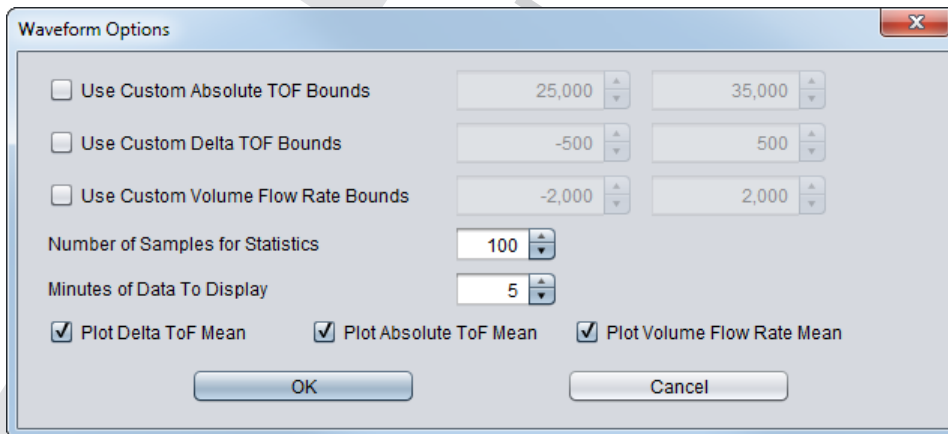 Waveform Options
Use Custom Absolute TOF Bounds 25,000 35,000
Use Custom Delta TOF Bounds -500 500
Use Custom Volume Flow Rate Bounds -2,000 2,000
Number of Samples for Statistics 100
Minutes of Data To Display 5
Plot Delta ToF Mean Plot Absolute ToF Mean Plot Volume Flow Rate Mean
OK Cancel